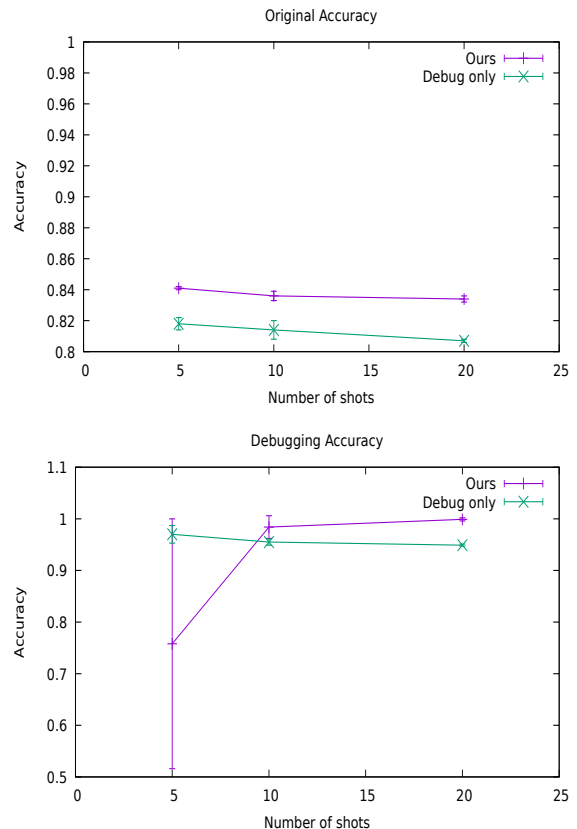 Original Accuracy
1
0.98
0.96
0.94
0.92
0.9
0.88
0.86
0.84
0.82
0.8
Accuracy
Ours
Debug only
0 5 10 15 20 25
Number of shots
Debugging Accuracy
1.1
1
0.9
0.8
0.7
0.6
0.5
Accuracy
Ours
Debug only
0 5 10 15 20 25
Number of shots